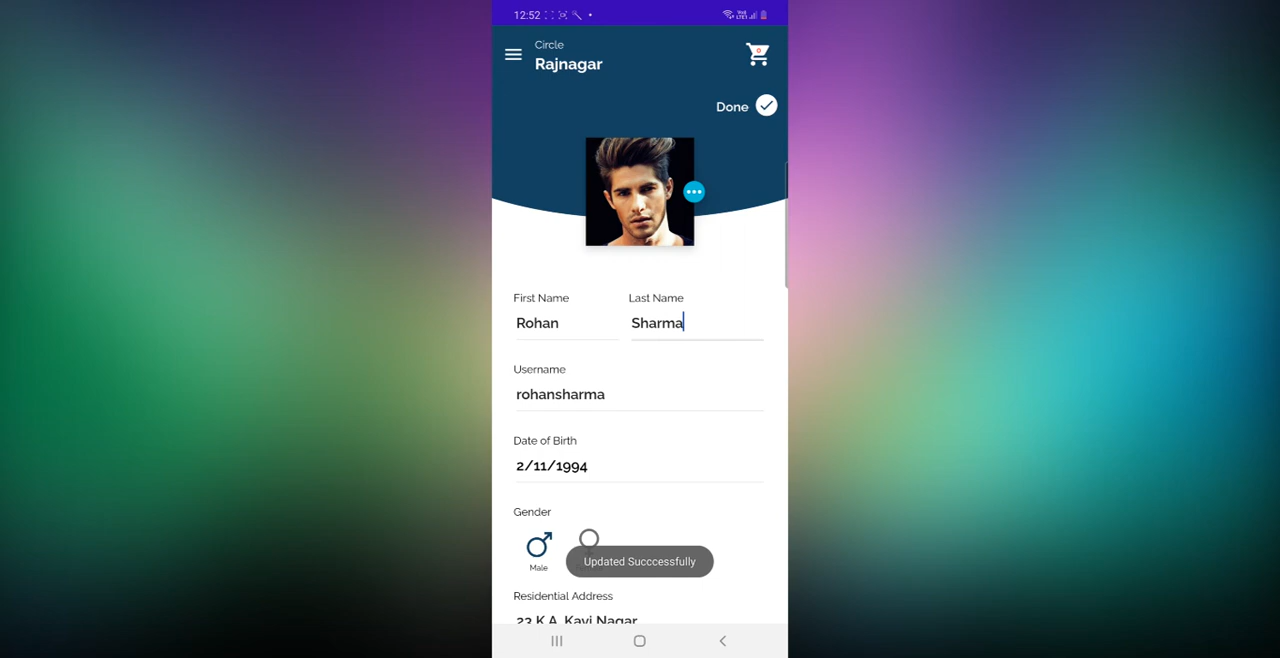 12:52
Circle
Rajnagar
0
Done
First Name Last Name
Rohan Sharma
Username
rohansharma
Date of Birth
2/11/1994
Gender
Updated Succcessfully
Male
Residential Address
23 K.A, Kavi Nagar